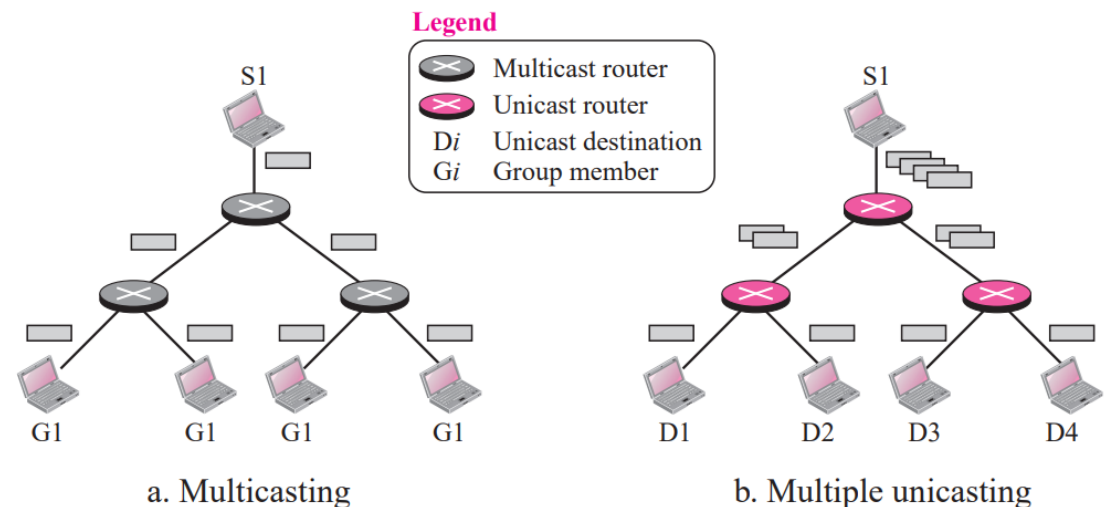 Legend
Multicast router
Unicast router
Di Unicast destination
Gi Group member
S1
G1 G1 G1 G1
a. Multicasting
S1
D1 D2 D3 D4
b. Multiple unicasting